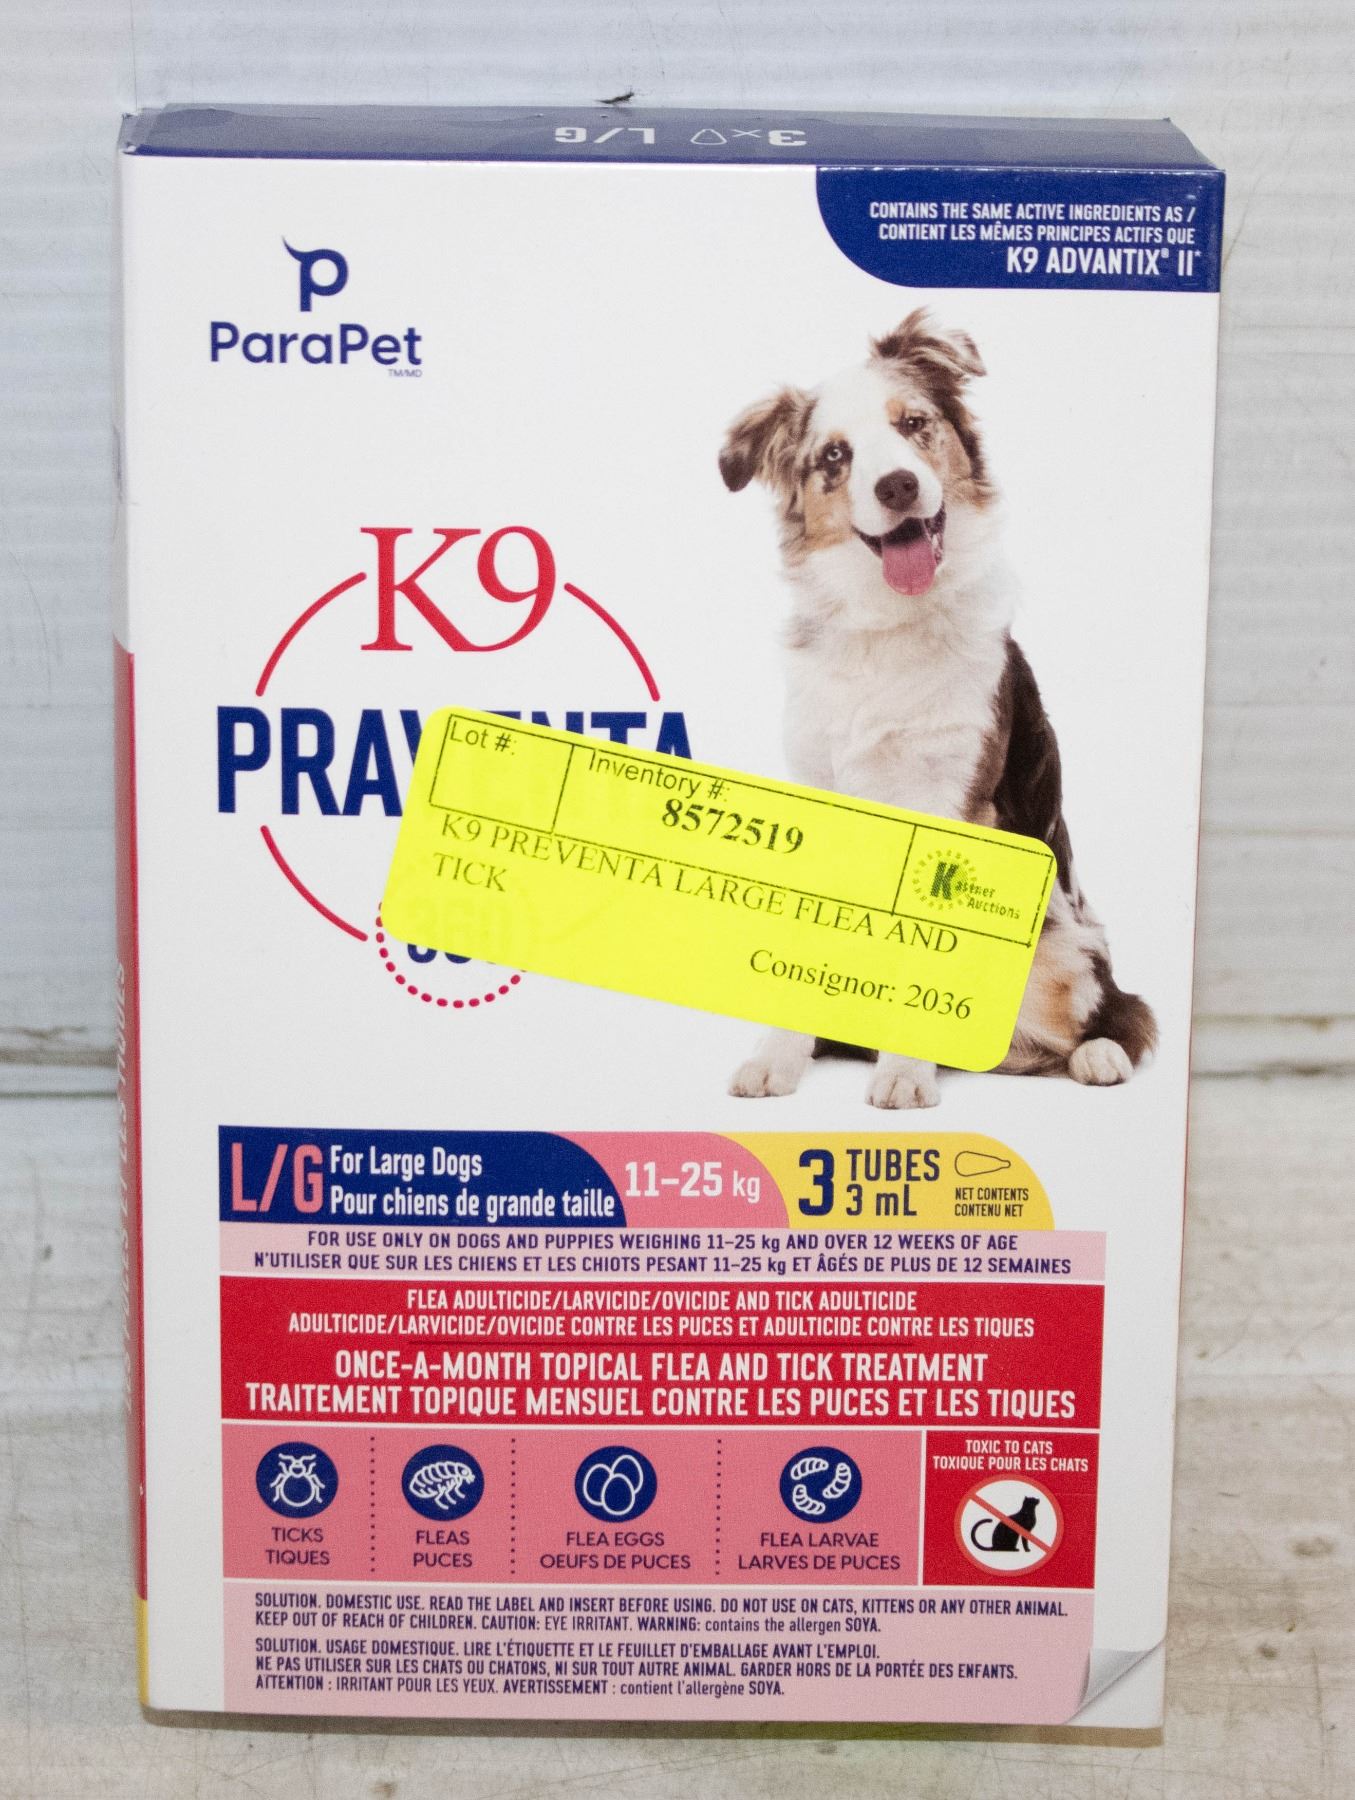 3x L/G
CONTAINS THE SAME ACTIVE INGREDIENTS AS /
CONTIENT LES MÊMES PRINCIPES ACTIFS QUE
K9 ADVANTIX® II*
ParaPet
TM/MD
K9
PRAVENTA
360
Lot #:
Inventory #:
8572519
Kastner
Auctions
K9 PREVENTA LARGE FLEA AND
TICK
Consignor: 2036
L/G
For Large Dogs
Pour chiens de grande taille
11-25 kg
3 TUBES
3 mL
NET CONTENTS
CONTENU NET
FOR USE ONLY ON DOGS AND PUPPIES WEIGHING 11-25 kg AND OVER 12 WEEKS OF AGE
N'UTILISER QUE SUR LES CHIENS ET LES CHIOTS PESANT 11-25 kg ET ÂGÉS DE PLUS DE 12 SEMAINES
FLEA ADULTICIDE/LARVICIDE/OVICIDE AND TICK ADULTICIDE
ADULTICIDE/LARVICIDE/OVICIDE CONTRE LES PUCES ET ADULTICIDE CONTRE LES TIQUES
ONCE-A-MONTH TOPICAL FLEA AND TICK TREATMENT
TRAITEMENT TOPIQUE MENSUEL CONTRE LES PUCES ET LES TIQUES
TICKS
TIQUES
FLEAS
PUCES
FLEA EGGS
OEUFS DE PUCES
FLEA LARVAE
LARVES DE PUCES
TOXIC TO CATS
TOXIQUE POUR LES CHATS
SOLUTION. DOMESTIC USE. READ THE LABEL AND INSERT BEFORE USING. DO NOT USE ON CATS, KITTENS OR ANY OTHER ANIMAL.
KEEP OUT OF REACH OF CHILDREN. CAUTION: EYE IRRITANT. WARNING: contains the allergen SOYA.
SOLUTION. USAGE DOMESTIQUE. LIRE L'ÉTIQUETTE ET LE FEUILLET D'EMBALLAGE AVANT L'EMPLOI.
NE PAS UTILISER SUR LES CHATS OU CHATONS, NI SUR TOUT AUTRE ANIMAL. GARDER HORS DE LA PORTÉE DES ENFANTS.
ATTENTION : IRRITANT POUR LES YEUX. AVERTISSEMENT : contient l'allergène SOYA.